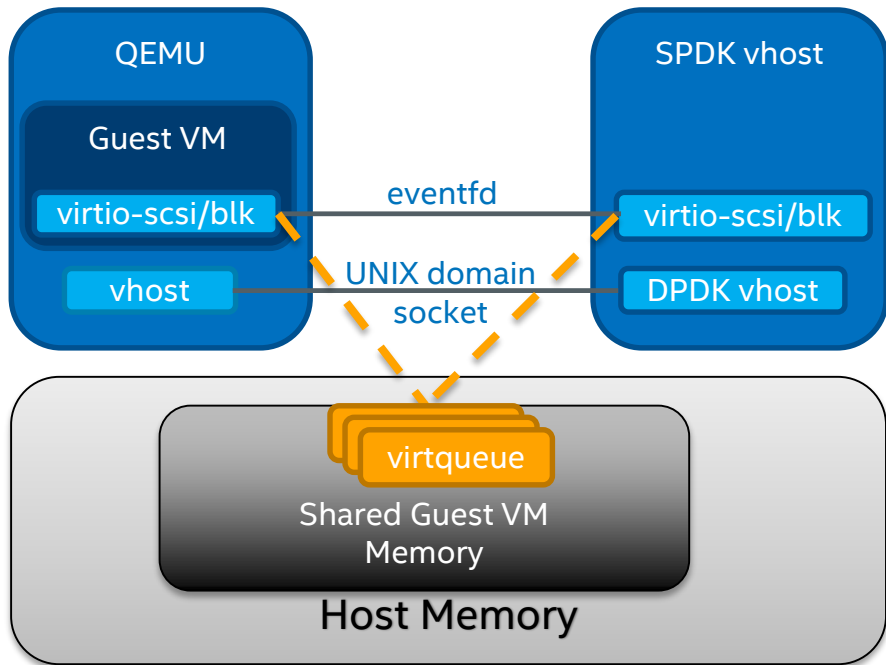 QEMU
SPDK vhost
Guest VM
virtio-scsi/blk
eventfd
virtio-scsi/blk
vhost
UNIX domain
socket
DPDK vhost
virtqueue
Shared Guest VM
Memory
Host Memory